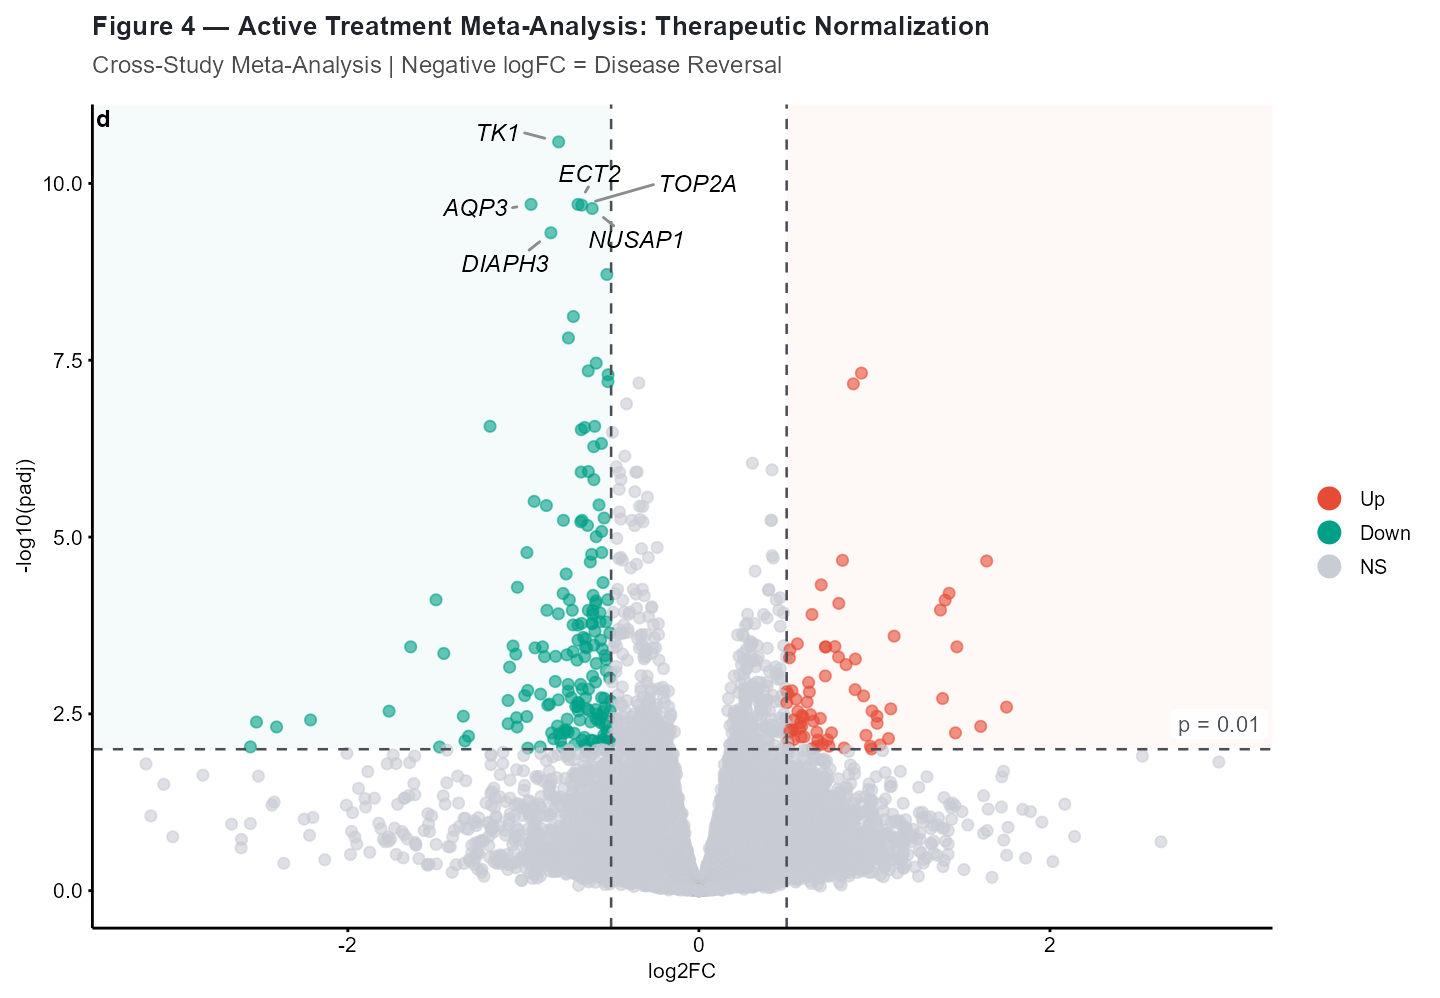 Figure 4 — Active Treatment Meta-Analysis: Therapeutic Normalization
Cross-Study Meta-Analysis | Negative logFC = Disease Reversal
d
TK1
ECT2
TOP2A
AQP3
NUSAP1
DIAPH3
10.0
7.5
5.0
2.5
0.0
-log10(padj)
p = 0.01
Up
Down
NS
-2
0
2
log2FC